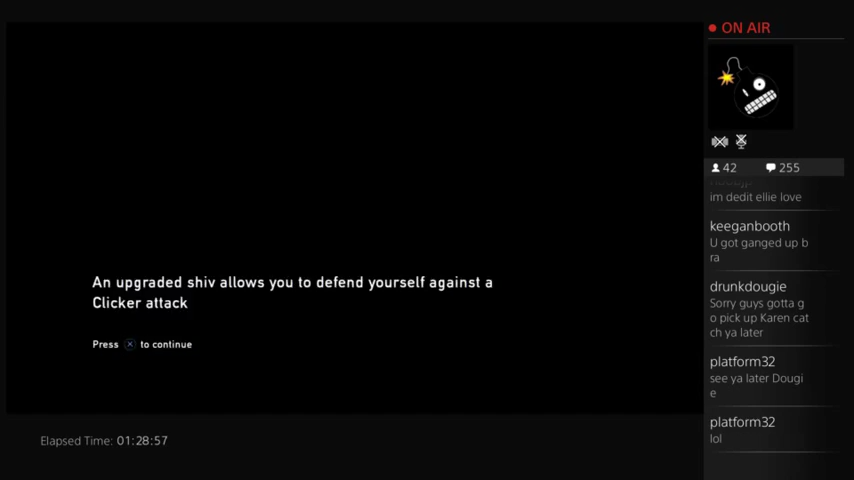 ON AIR
42 255
im dedit ellie love
keeganbooth
U got ganged up b
ra
drunkdougie
Sorry guys gotta g
o pick up Karen cat
ch ya later
platform32
see ya later Dougi
e
platform32
lol
An upgraded shiv allows you to defend yourself against a
Clicker attack
Press to continue
Elapsed Time: 01:28:57